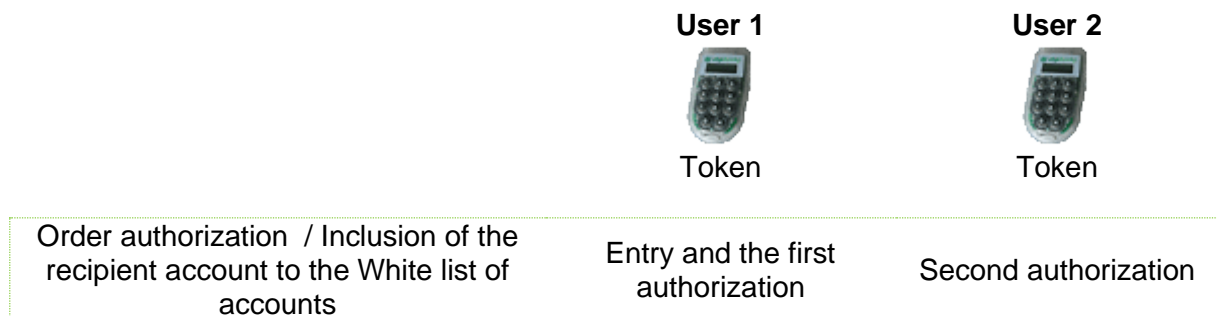 User 1 User 2
Token Token
Order authorization / Inclusion of the
recipient account to the White list of
accounts
Entry and the first
authorization
Second authorization